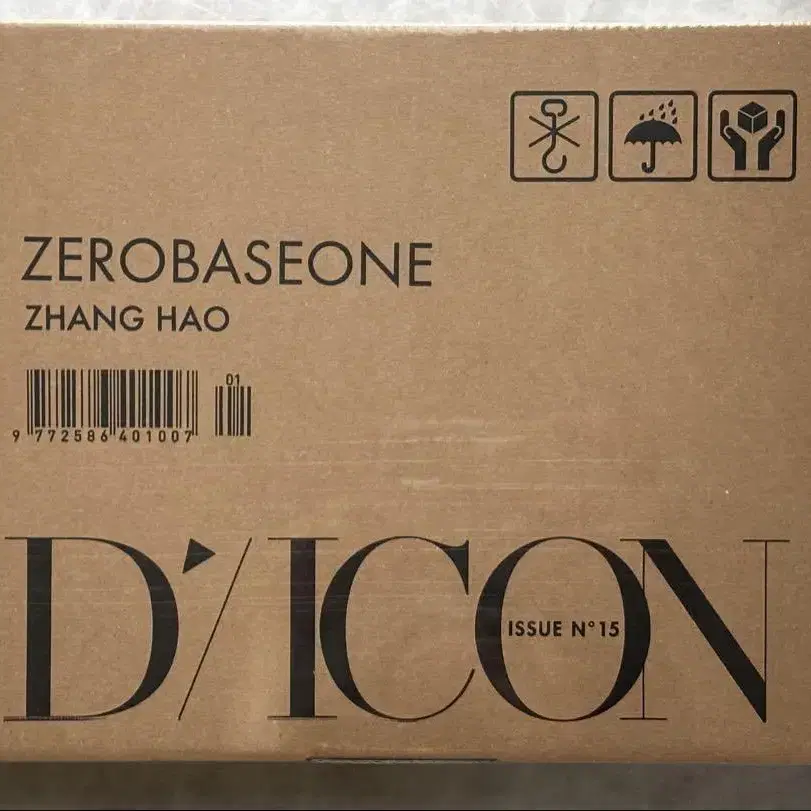 ZEROBASEONE
ZHANG HAO
01
9 772586 401007
D'/ICON
ISSUE N°15